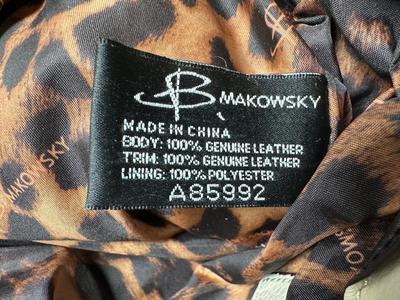 B MAKOWSKY
MADE IN CHINA
BODY: 100% GENUINE LEATHER
TRIM: 100% GENUINE LEATHER
LINING: 100% POLYESTER
A85992
MAKOWSKY